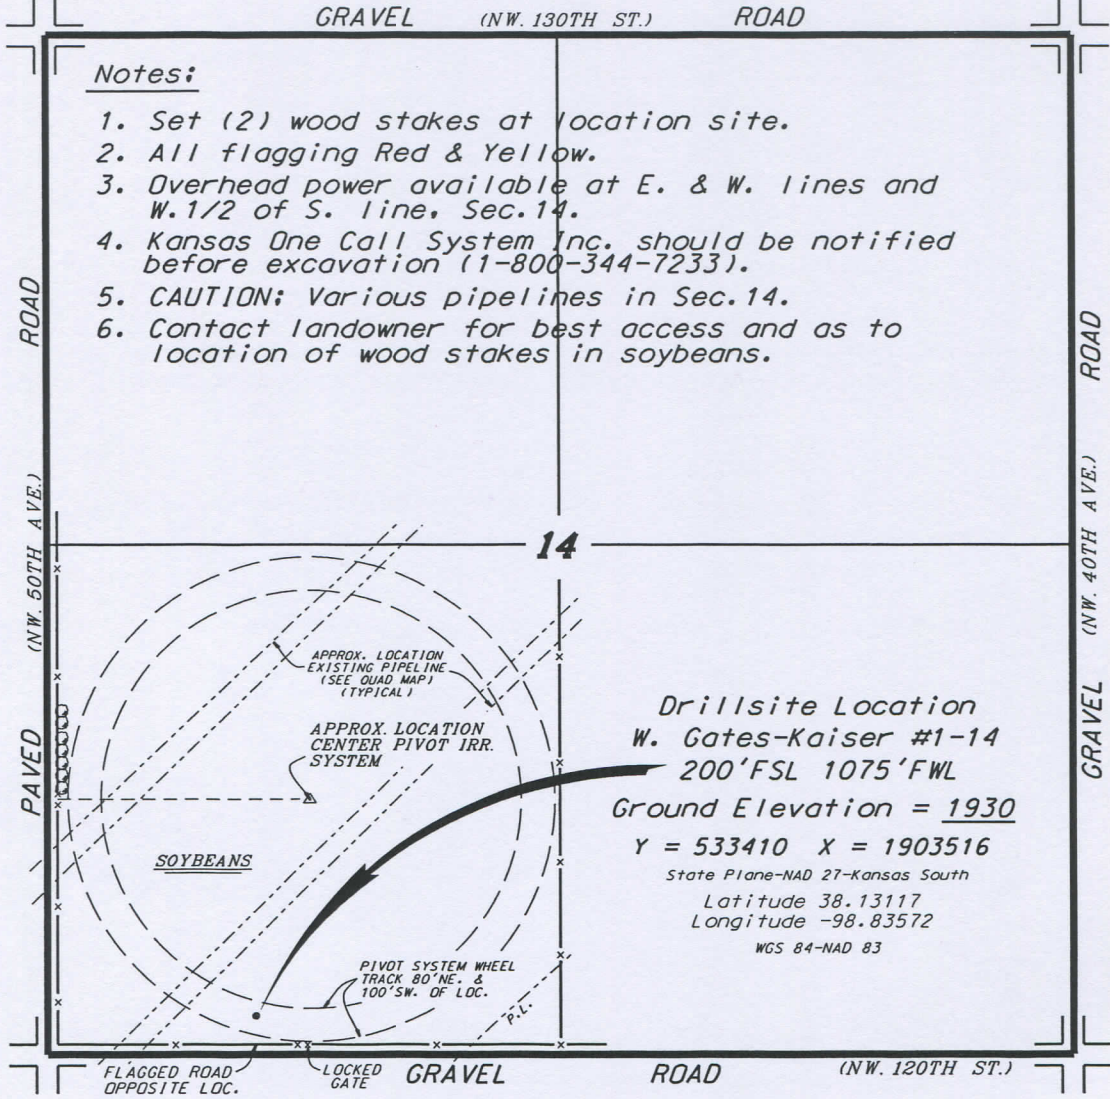 GRAVEL (NW. 130TH ST.) ROAD
Notes:
1. Set (2) wood stakes at location site.
2. All flagging Red & Yellow.
3. Overhead power available at E. & W. lines and
W. 1/2 of S. line, Sec. 14.
4. Kansas One Call System Inc. should be notified
before excavation (1-800-344-7233).
5. CAUTION: Various pipelines in Sec. 14.
6. Contact landowner for best access and as to
location of wood stakes in soybeans.
PAVED (NW. 50TH AVE.) ROAD
GRAVEL (NW. 40TH AVE.) ROAD
14
APPROX. LOCATION
EXISTING PIPELINE
(SEE QUAD MAP)
(TYPICAL)
APPROX. LOCATION
CENTER PIVOT IRR.
SYSTEM
SOYBEANS
Drillsite Location
W. Gates-Kaiser #1-14
200'FSL 1075'FWL
Ground Elevation = 1930
Y = 533410 X = 1903516
State Plane-NAD 27-Kansas South
Latitude 38.13117
Longitude -98.83572
WGS 84-NAD 83
PIVOT SYSTEM WHEEL
TRACK 80'NE. &
100'SW. OF LOC.
P.L.
FLAGGED ROAD
OPPOSITE LOC.
LOCKED
GATE
GRAVEL ROAD (NW. 120TH ST.)